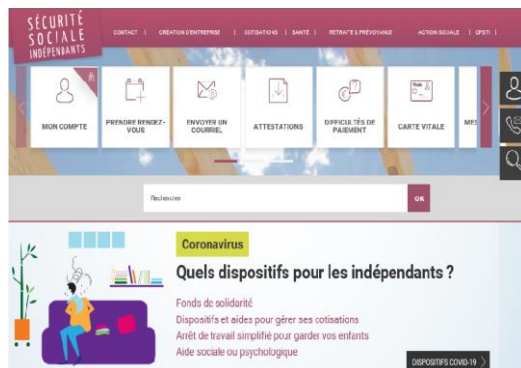 SÉCURITÉ
SOCIALE
INDÉPENDANTS
CONTACT | CRÉATION D'ENTREPRISE | COTISATIONS | SANTÉ | RETRAITE & PRÉVOYANCE ACTION SOCIALE | CPSTI |
MON COMPTE
PRENDRE RENDEZ-
VOUS
ENVOYER UN
COURRIEL
ATTESTATIONS
DIFFICULTÉS DE
PAIEMENT
CARTE VITALE
MES
Rechercher
OK
Coronavirus
Quels dispositifs pour les indépendants ?
Fonds de solidarité
Dispositifs et aides pour gérer ses cotisations
Arrêt de travail simplifié pour garder vos enfants
Aide sociale ou psychologique
DISPOSITIFS COVID-19